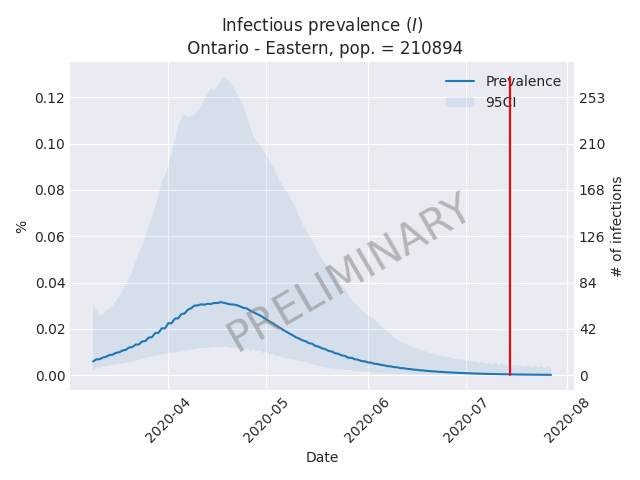 Infectious prevalence (I)
Ontario - Eastern, pop. = 210894
Prevalence
95CI
0.12
0.10
0.08
0.06
0.04
0.02
0.00
%
253
210
168
126
84
42
0
# of infections
PRELIMINARY
2020-04
2020-05
2020-06
2020-07
2020-08
Date